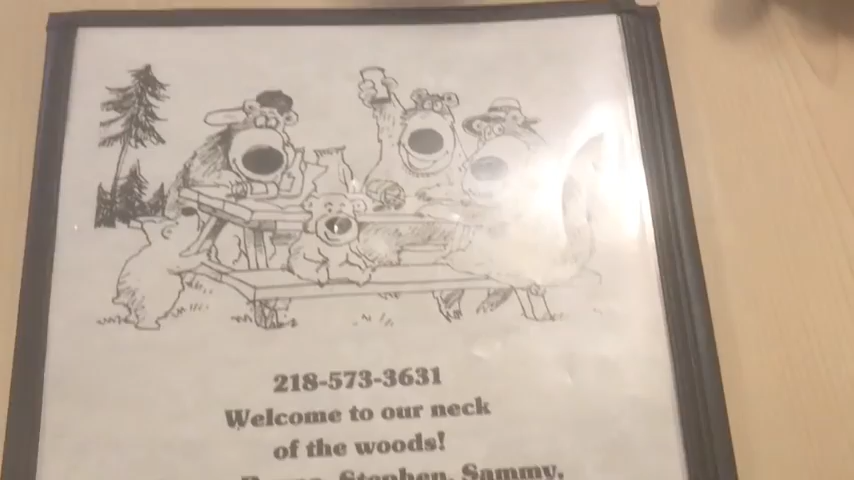 218-573-3631
Welcome to our neck
of the woods!
Stephen, Sammy,